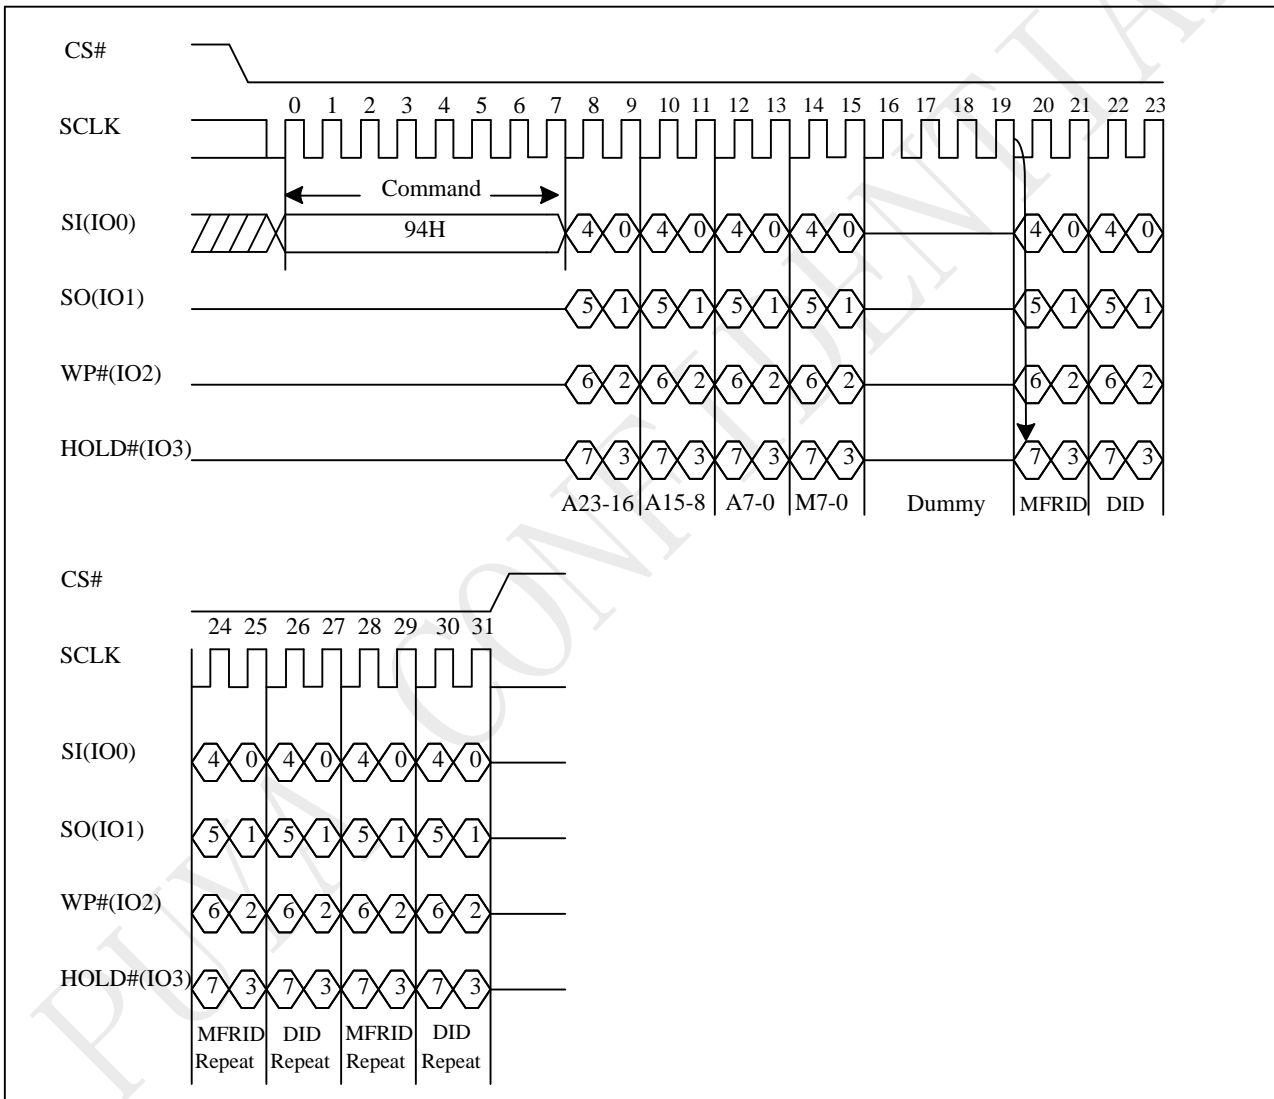 CS#
0 1 2 3 4 5 6 7 8 9 10 11 12 13 14 15 16 17 18 19 20 21 22 23
SCLK
Command
SI(IO0) 94H 4 0 4 0 4 0 4 0 4 0 4 0
SO(IO1) 5 1 5 1 5 1 5 1 5 1 5 1
WP#(IO2) 6 2 6 2 6 2 6 2 6 2 6 2
HOLD#(IO3) 7 3 7 3 7 3 7 3 7 3 7 3
A23-16 A15-8 A7-0 M7-0 Dummy MFRID DID
CS#
24 25 26 27 28 29 30 31
SCLK
SI(IO0) 4 0 4 0 4 0 4 0
SO(IO1) 5 1 5 1 5 1 5 1
WP#(IO2) 6 2 6 2 6 2 6 2
HOLD#(IO3) 7 3 7 3 7 3 7 3
MFRID DID MFRID DID
Repeat Repeat Repeat Repeat
PUYA CONFIDENTIAL